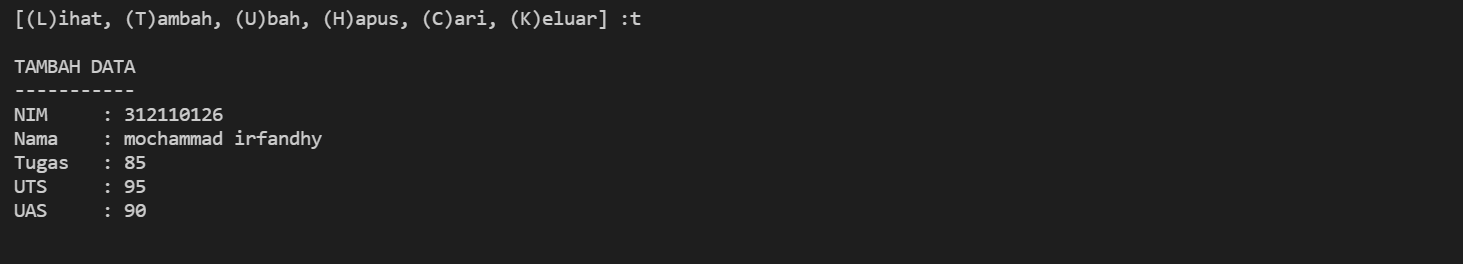 [(L)ihat, (T)ambah, (U)bah, (H)apus, (C)ari, (K)eluar] :t
TAMBAH DATA
-----------
NIM     : 312110126
Nama    : mochammad irfandhy
Tugas   : 85
UTS     : 95
UAS     : 90